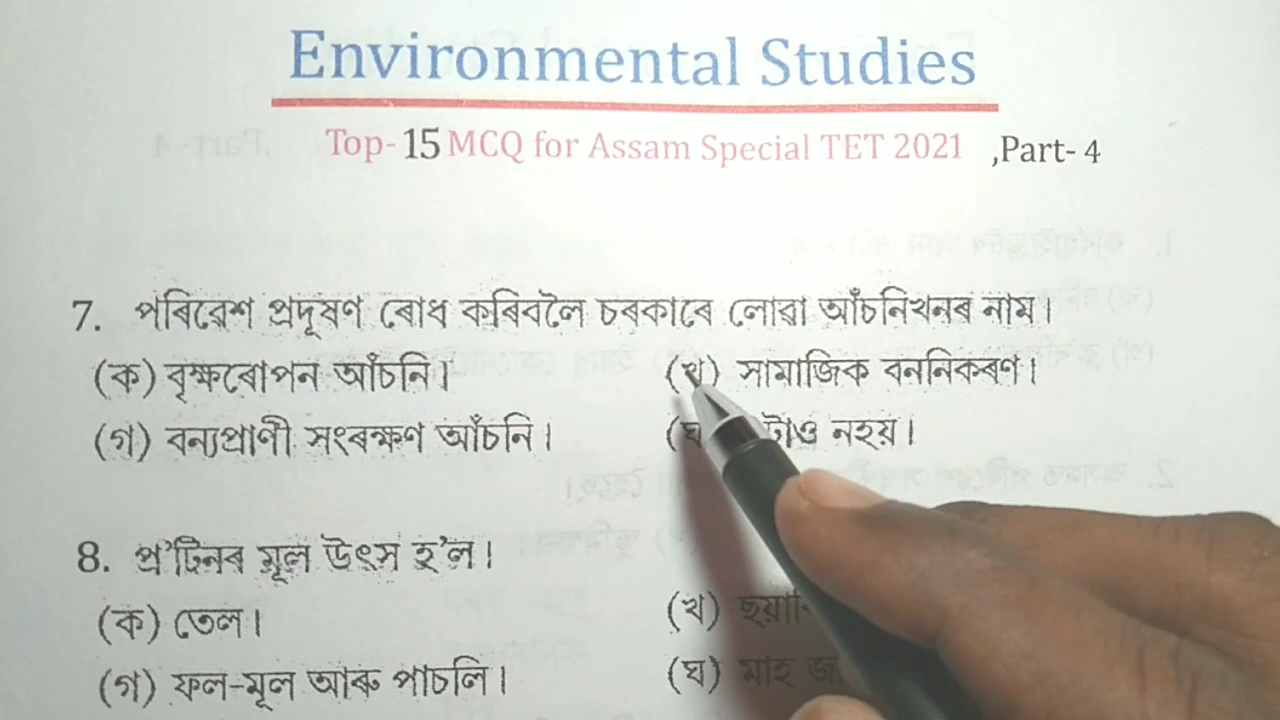 Environmental Studies
Top- 15 MCQ for Assam Special TET 2021 ,Part- 4
7. পৰিৱেশ প্ৰদূষণ ৰোধ কৰিবলৈ চৰকাৰে লোৱা আঁচনিখনৰ নাম।
(ক) বৃক্ষৰোপন আঁচনি। (খ) সামাজিক বননিকৰণ।
(গ) বন্যপ্ৰাণী সংৰক্ষণ আঁচনি। (ঘ নহয়।
8. প্ৰ'টিনৰ মূল উৎস হ'ল।
(ক) তেল। (খ)
(গ) ফল-মূল আৰু পাচলি। (ঘ) মাহ